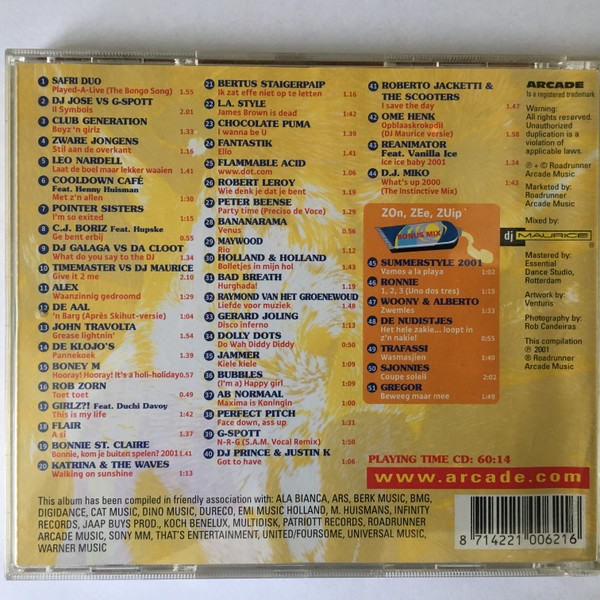 1 SAFRI DUO
Played-A-Live (The Bongo Song) 1.55
2 DJ JOSE VS G-SPOTT
II Symbols 2.01
3 CLUB GENERATION
Boyz 'n girlz 1.33
4 ZWARE JONGENS
Stil aan de overkant 1.16
5 LEO NARDELL
Laat de boel maar lekker waaien 1.41
6 COOLDOWN CAFÉ
Feat. Henny Huisman
Met z'n allen 1.30
7 POINTER SISTERS
I'm so exited 1.15
8 C.J. BORIZ Feat. Hupske
Ge bent erbij 0.55
9 DJ GALAGA VS DA CLOOT
What do you say to the DJ 1.34
10 TIMEMASTER VS DJ MAURICE
Give it 2 me 2.10
11 ALEX
Waanzinnig gedroomd 1.29
12 DE AAL
'n Barg (Après Skihut-versie) 1:04
13 JOHN TRAVOLTA
Grease lightnin' 1.54
14 DE KLOJO'S
Pannekoek 1.39
15 BONEY M
Hooray! Hooray! It's a holi-holiday 0.57
16 ROB ZORN
Toet toet 0.49
17 GIRLZ?! Feat. Duchi Davoy
This is my life 1:42
18 FLAIR
A si 1.37
19 BONNIE ST. CLAIRE
Bonnie, kom je buiten spelen? 2001 1.41
20 KATRINA & THE WAVES
Walking on sunshine 1.23
21 BERTUS STAIGERPAIP
Ik zat effe niet op te letten 1.16
22 L.A. STYLE
James Brown is dead 1:42
23 CHOCOLATE PUMA
I wanna be U 1.39
24 FANTASTIK
Ello 1.41
25 FLAMMABLE ACID
www.dot.com 1.46
26 ROBERT LEROY
Wie denk je dat je bent 1.19
27 PETER BEENSE
Party time (Preciso de Voce) 1:29
28 BANANARAMA
Venus 0.56
29 MAYWOOD
Rio 1:12
30 HOLLAND & HOLLAND
Bolletjes in mijn hol 1:43
31 BAD BREATH
Hurghada! 1:20
32 RAYMOND VAN HET GROENEWOUD
Liefde voor muziek 1.48
33 GERARD JOLING
Disco inferno 1:13
34 DOLLY DOTS
Do Wah Diddy Diddy 0:50
35 JAMMER
Kiele kiele 1:09
36 BUBBLES
(I'm a) Happy girl 1:09
37 AB NORMAAL
Maxima is Koningin 1:00
38 PERFECT PITCH
Face down, ass up 1:31
39 G-SPOTT
N-R-G (S.A.M. Vocal Remix) 1:50
40 DJ PRINCE & JUSTIN K
Got to have 1:06
41 ROBERTO JACKETTI &
THE SCOOTERS
I save the day 1.47
42 OME HENK
Opblaaskrokodil
(DJ Maurice versie) 1.58
43 REANIMATOR
Feat. Vanilla Ice
Ice ice baby 2001 1.24
44 D.J. MIKO
What's up 2000 1:43
(The Instinctive Mix)
ZOn, ZEe, ZUip
BONUS MIX
45 SUMMERSTYLE 2001
Vamos a la playa 1:02
46 RONNIE
1, 2, 3 (Uno dos tres) 1:18
47 WOONY & ALBERTO
Zwemles 1:33
48 DE NUDISTJES
Het hele zakie... loopt in
z'n nakie! 0:55
49 TRAFASSI
Wasmasjien 1:40
50 SJONNIES
Coupe soleil 2:02
51 GREGOR
Beweeg maar mee 1:49
PLAYING TIME CD: 60:14
www.arcade.com
ARCADE
Is a registered trademark
Warning:
All rights reserved.
Unauthorized
duplication is a
violation of
applicable laws.
℗ + © Roadrunner
Arcade Music
Marketed by:
Roadrunner
Arcade Music
Mixed by:
dj MAURICE
Mastered by:
Essential
Dance Studio,
Rotterdam
Artwork by:
Venturis
Photography by:
Rob Candeiras
This compilation
℗ 2001
© Roadrunner
Arcade Music
This album has been compiled in friendly association with: ALA BIANCA, ARS, BERK MUSIC, BMG,
DIGIDANCE, CAT MUSIC, DINO MUSIC, DURECO, EMI MUSIC HOLLAND, M. HUISMANS, INFINITY
RECORDS, JAAP BUYS PROD., KOCH BENELUX, MULTIDISK, PATRIOTT RECORDS, ROADRUNNER
ARCADE MUSIC, SONY MM, THAT'S ENTERTAINMENT, UNITED/FOURSOME, UNIVERSAL MUSIC,
WARNER MUSIC
8 714221 006216